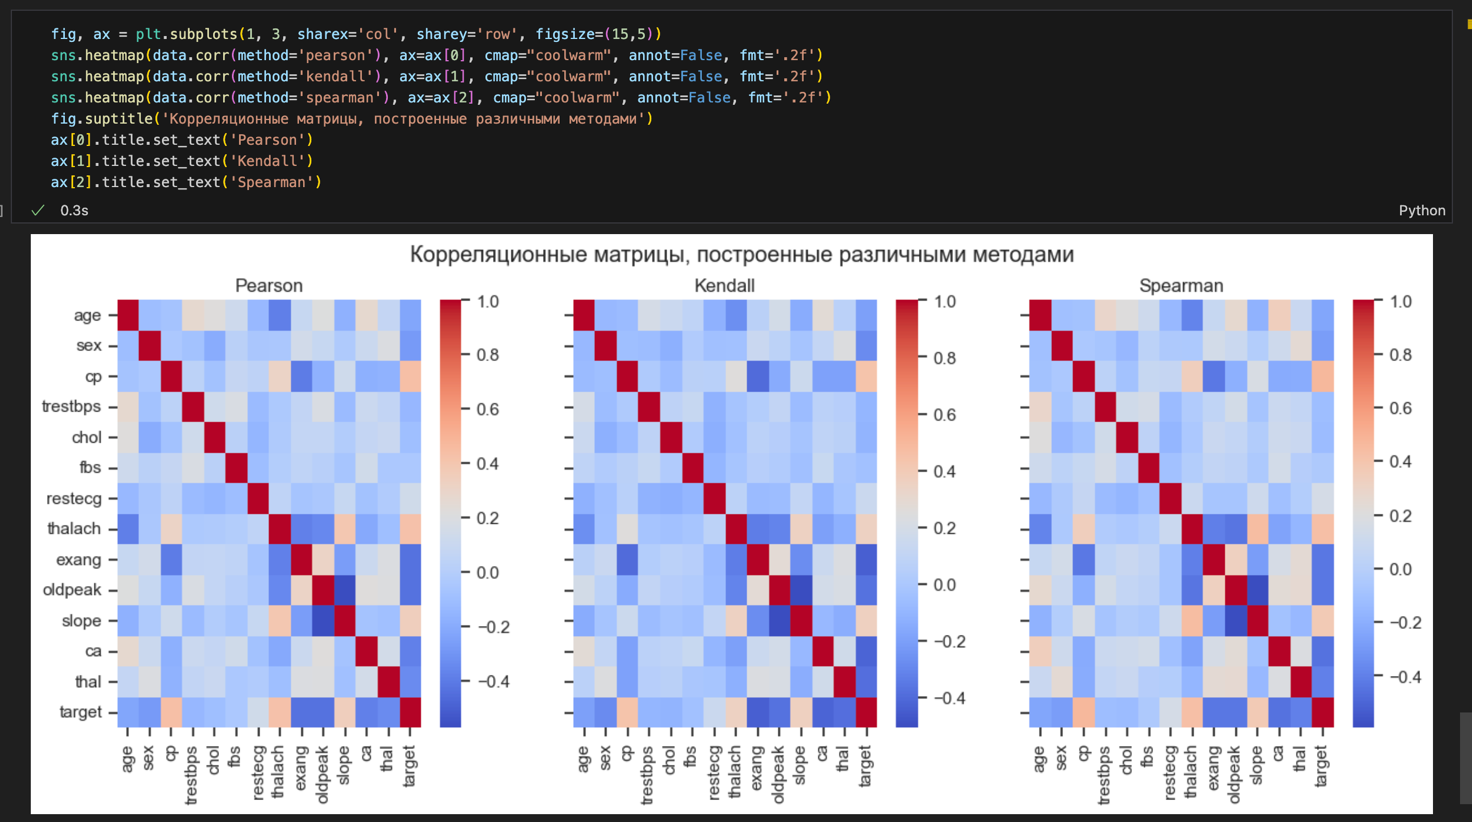 fig, ax = plt.subplots(1, 3, sharex='col', sharey='row', figsize=(15,5))
sns.heatmap(data.corr(method='pearson'), ax=ax[0], cmap="coolwarm", annot=False, fmt='.2f')
sns.heatmap(data.corr(method='kendall'), ax=ax[1], cmap="coolwarm", annot=False, fmt='.2f')
sns.heatmap(data.corr(method='spearman'), ax=ax[2], cmap="coolwarm", annot=False, fmt='.2f')
fig.suptitle('Корреляционные матрицы, построенные различными методами')
ax[0].title.set_text('Pearson')
ax[1].title.set_text('Kendall')
ax[2].title.set_text('Spearman')
] ✓ 0.3s Python
Корреляционные матрицы, построенные различными методами
Pearson
age
sex
cp
trestbps
chol
fbs
restecg
thalach
exang
oldpeak
slope
ca
thal
target
age sex cp trestbps chol fbs restecg thalach exang oldpeak slope ca thal target
1.0
0.8
0.6
0.4
0.2
0.0
−0.2
−0.4
Kendall
age sex cp trestbps chol fbs restecg thalach exang oldpeak slope ca thal target
1.0
0.8
0.6
0.4
0.2
0.0
−0.2
−0.4
Spearman
age sex cp trestbps chol fbs restecg thalach exang oldpeak slope ca thal target
1.0
0.8
0.6
0.4
0.2
0.0
−0.2
−0.4